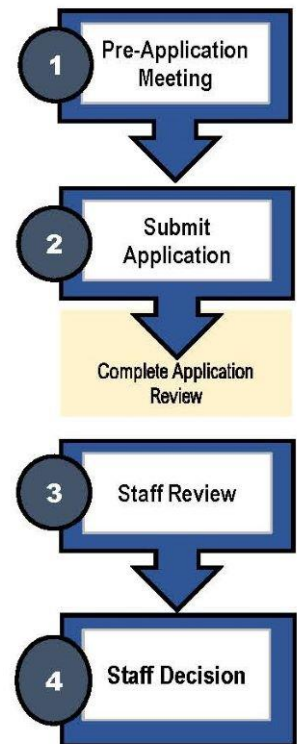 1
Pre-Application
Meeting
2
Submit
Application
Complete Application
Review
3
Staff Review
4
Staff Decision